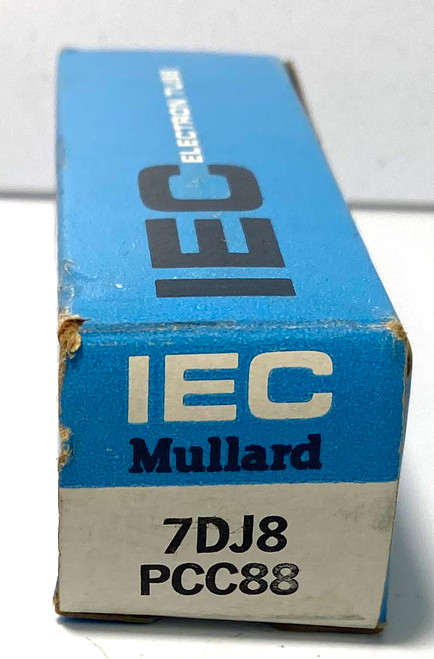 IEC ELECTRON TUBE
IEC
Mullard
7DJ8
PCC88